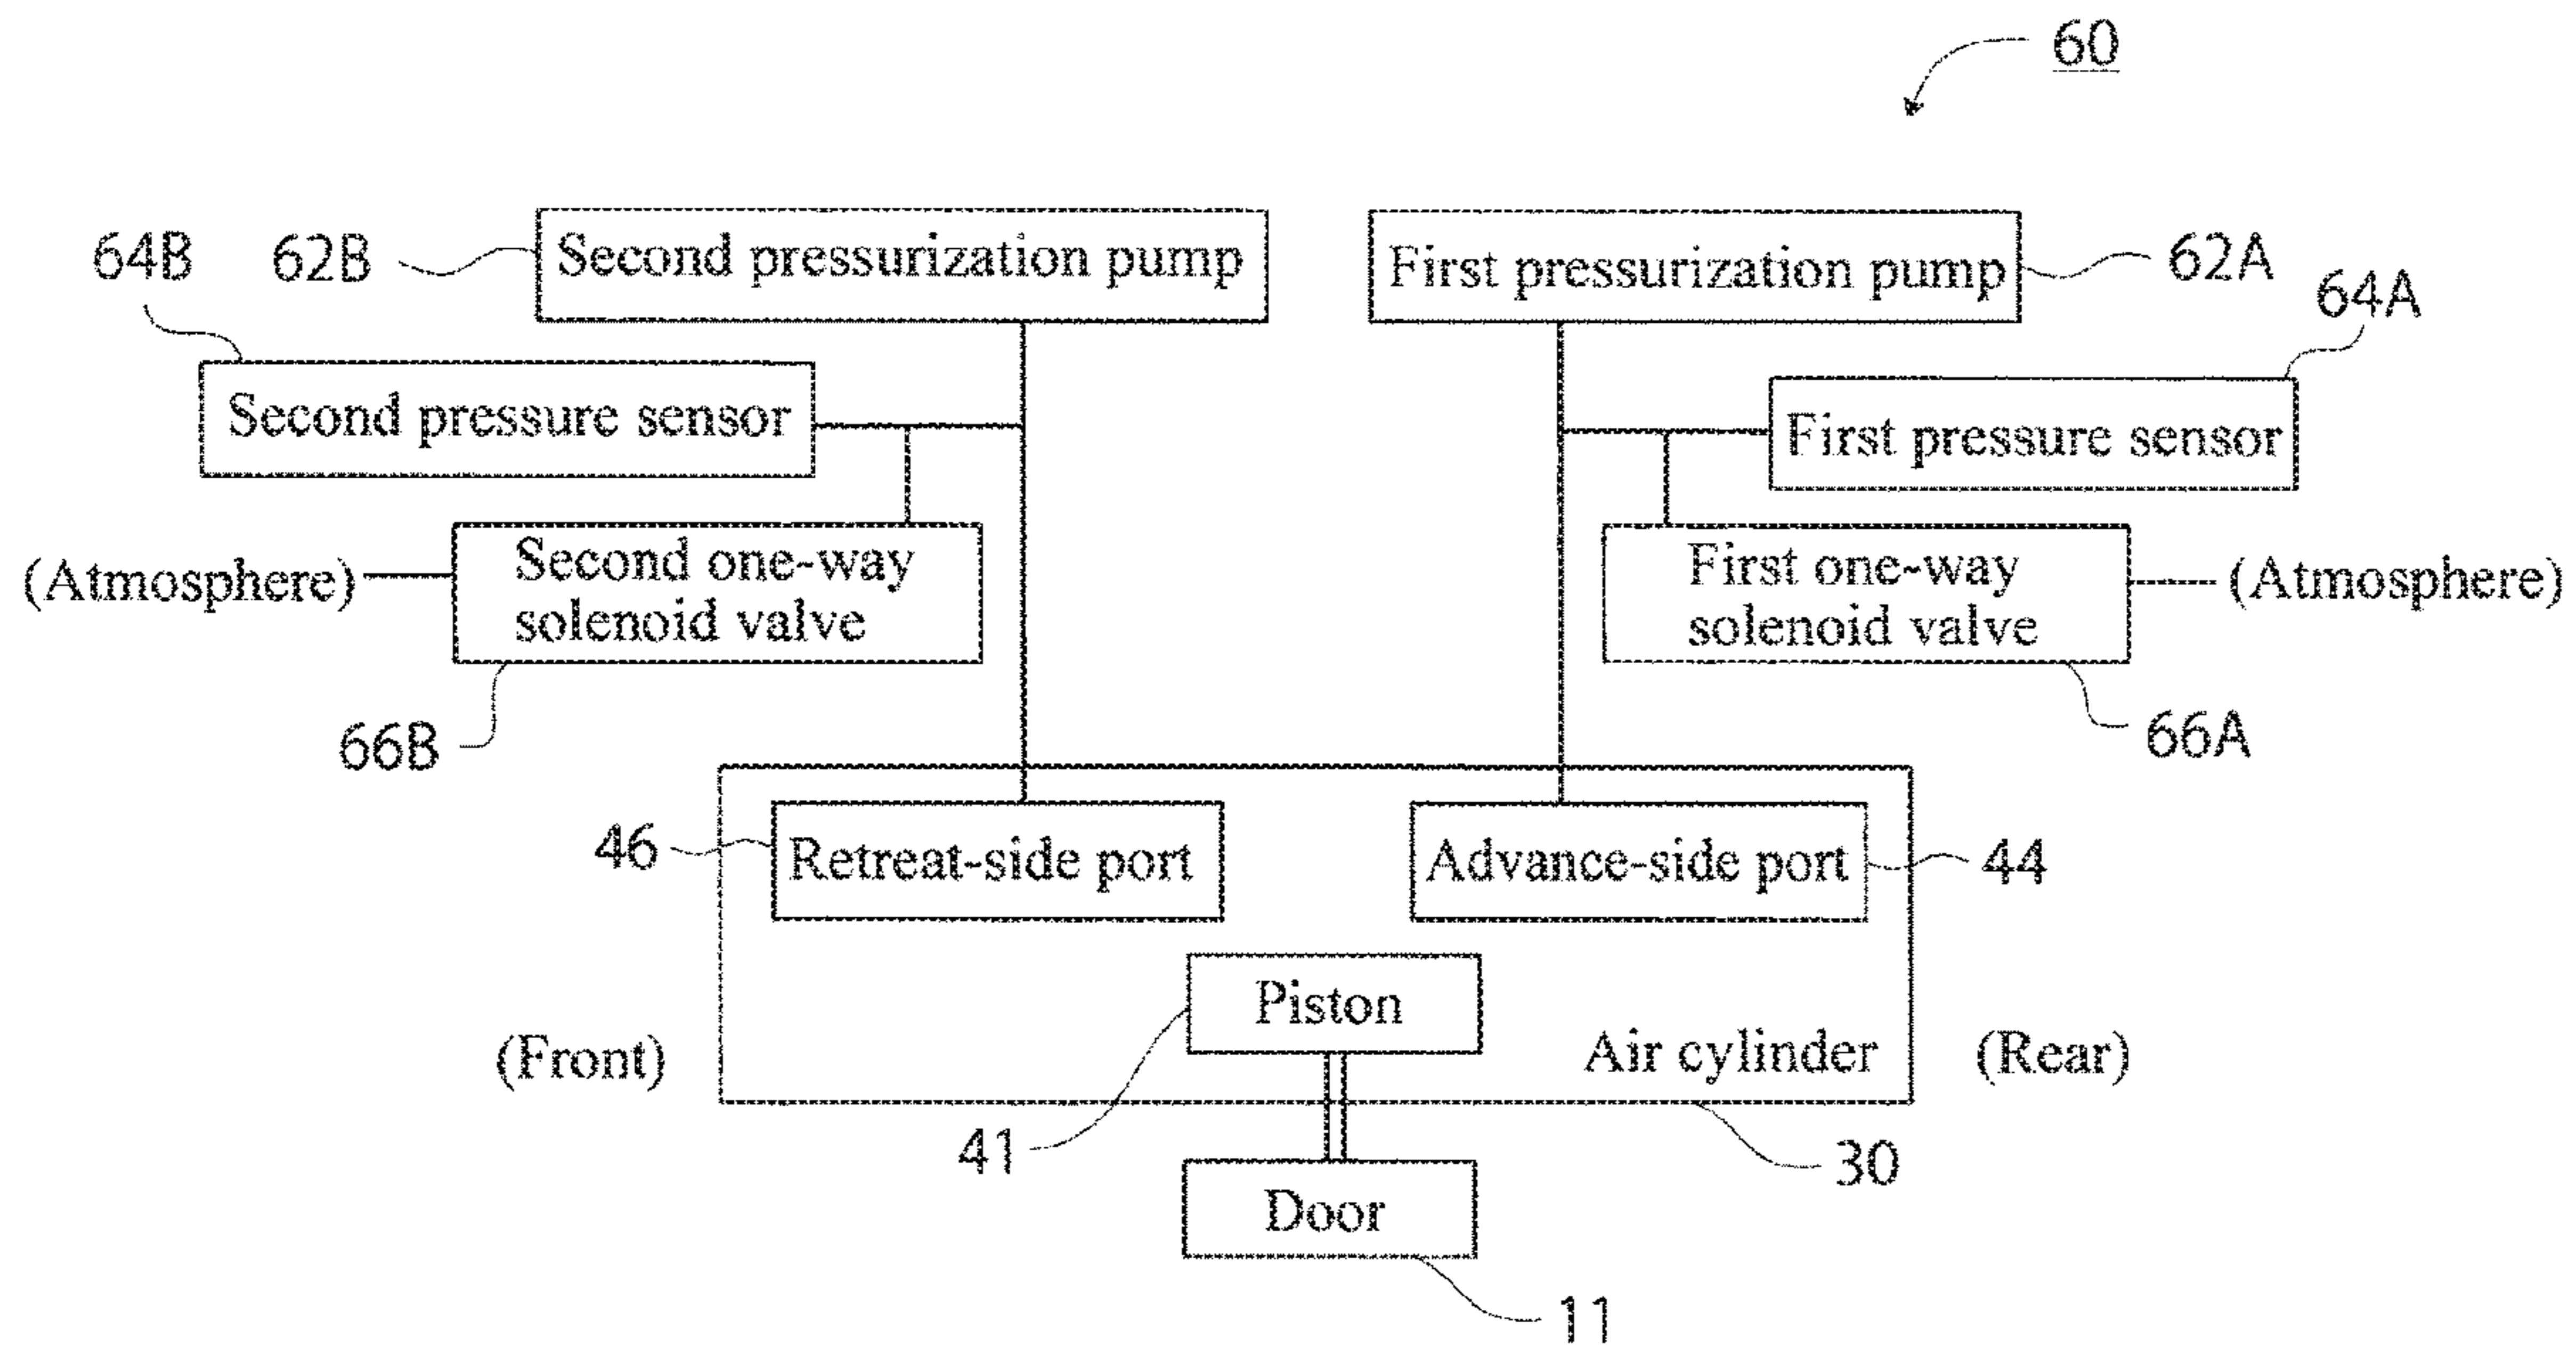 60
64B
62B
Second pressurization pump
First pressurization pump
62A
64A
Second pressure sensor
First pressure sensor
(Atmosphere)
Second one-way
solenoid valve
First one-way
solenoid valve
(Atmosphere)
66B
66A
46
Retreat-side port
Advance-side port
44
Piston
(Front)
Air cylinder
(Rear)
41
30
Door
11